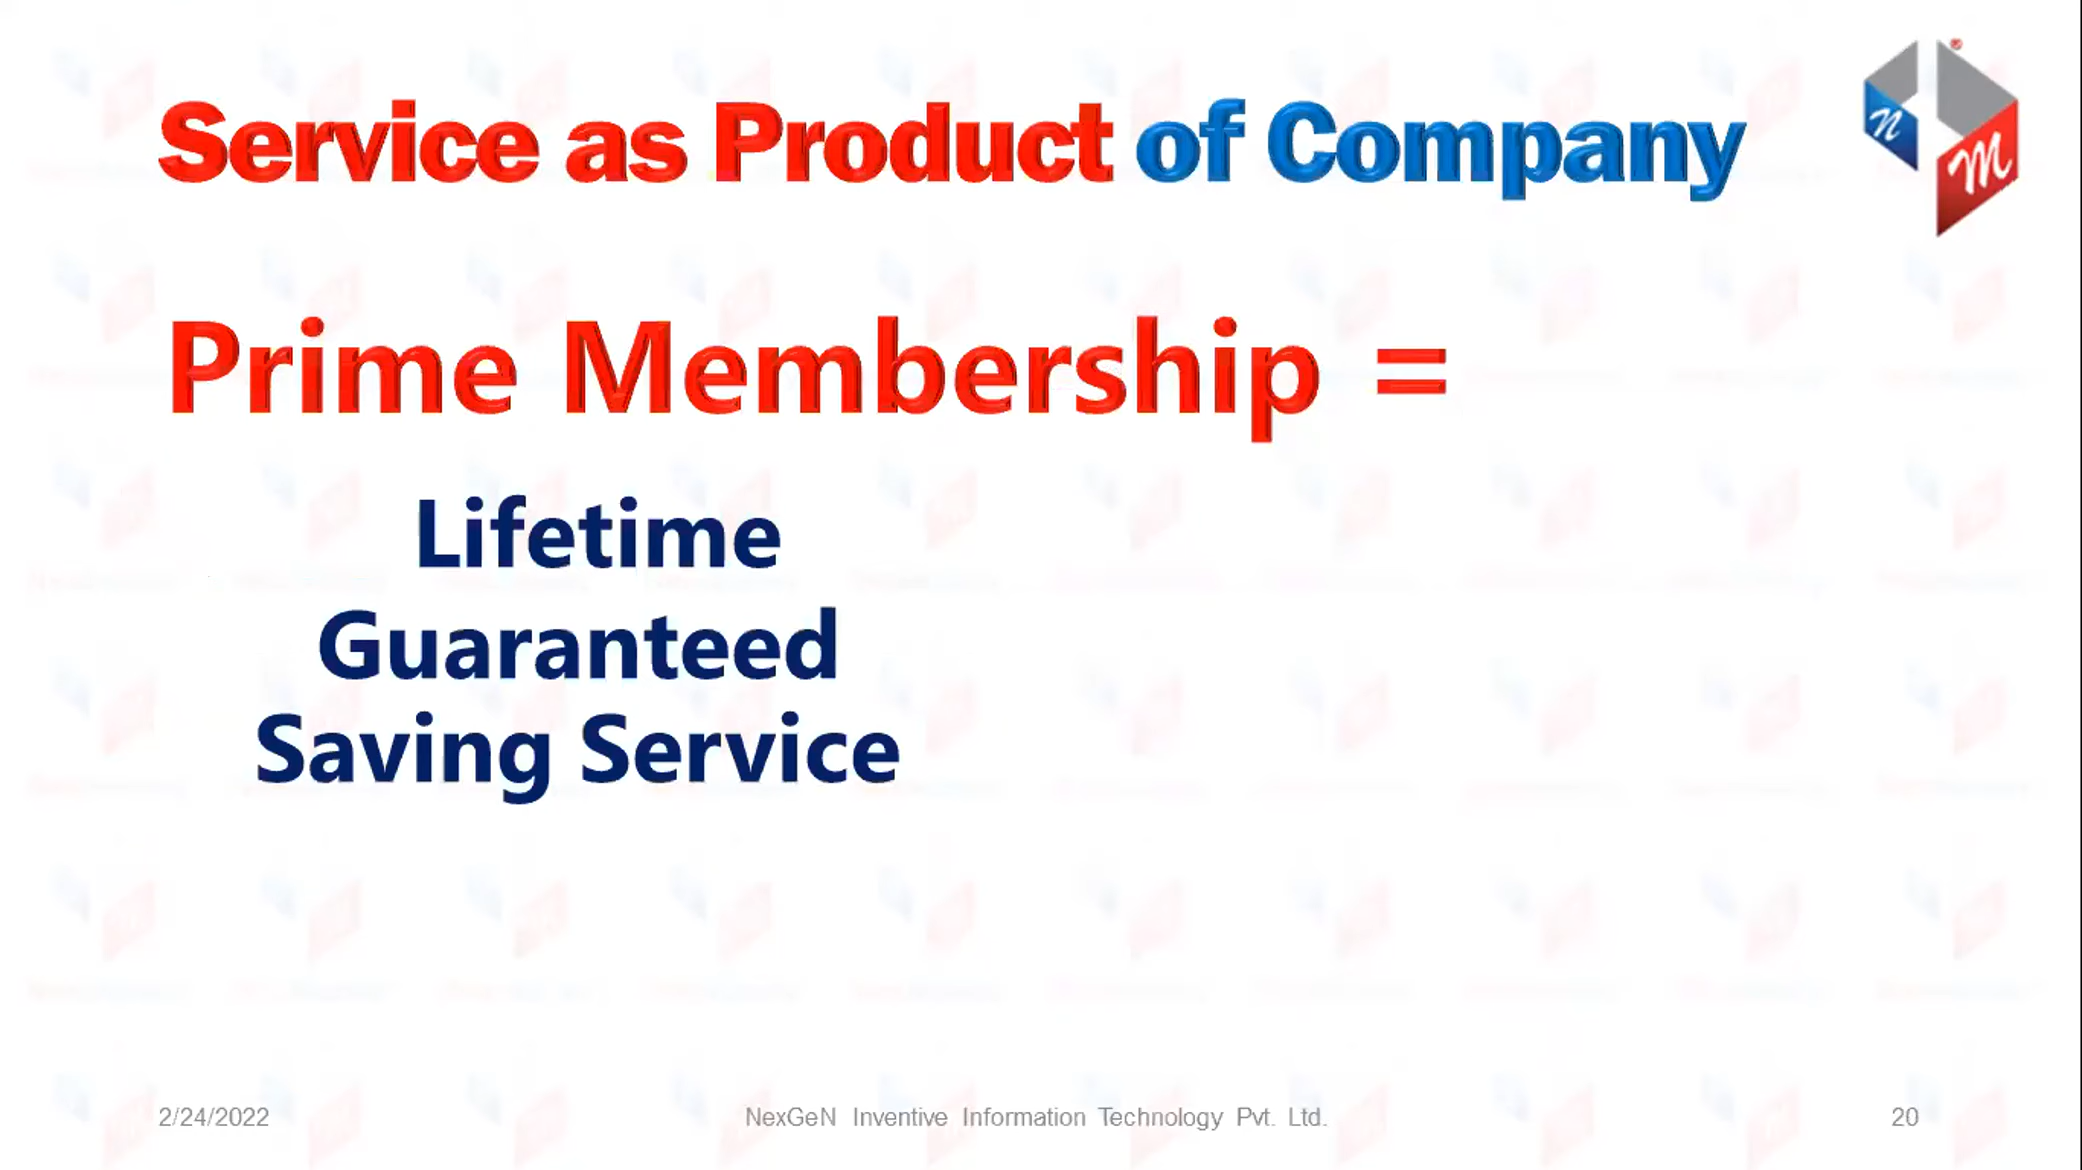 Service as Product of Company
n
m
Prime Membership =
Lifetime
Guaranteed
Saving Service
2/24/2022
NexGeN Inventive Information Technology Pvt. Ltd.
20